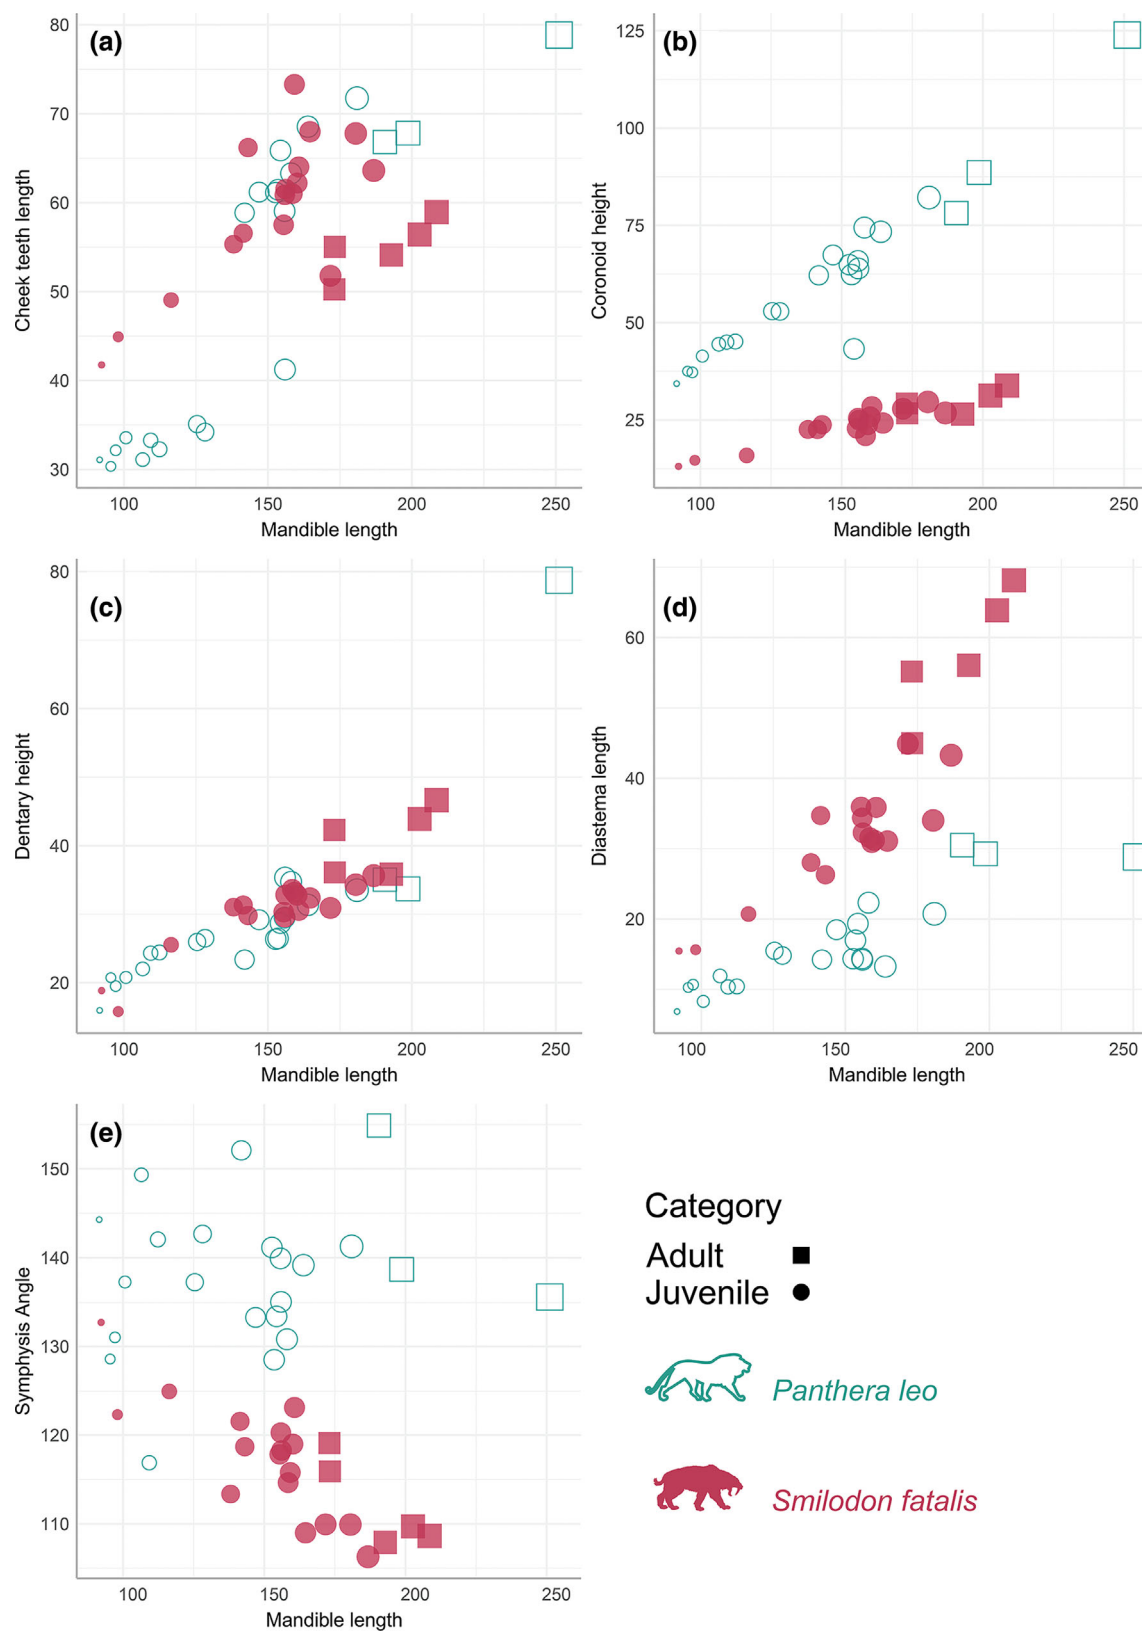 (a)
80
70
60
50
40
30
Cheek teeth length
100 150 200 250
Mandible length
(b)
125
100
75
50
25
Coronoid height
100 150 200 250
Mandible length
(c)
80
60
40
20
Dentary height
100 150 200 250
Mandible length
(d)
60
40
20
Diastema length
100 150 200 250
Mandible length
(e)
150
140
130
120
110
Symphysis Angle
100 150 200 250
Mandible length
Category
Adult
Juvenile
Panthera leo
Smilodon fatalis